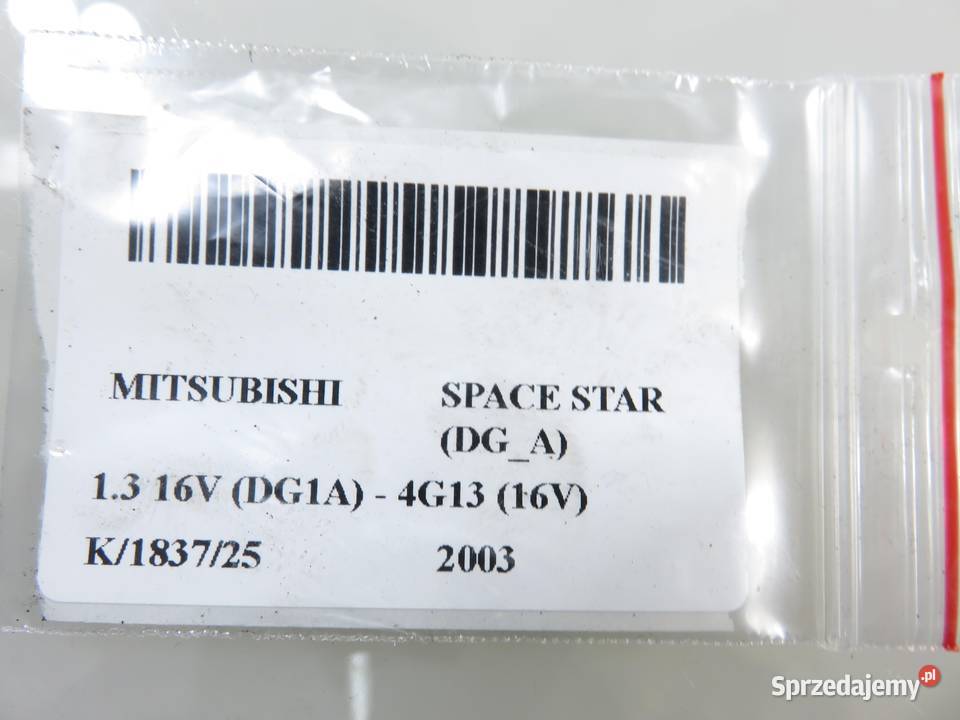 MITSUBISHI SPACE STAR
(DG_A)
1.3 16V (DG1A) - 4G13 (16V)
K/1837/25 2003
Sprzedajemy.pl